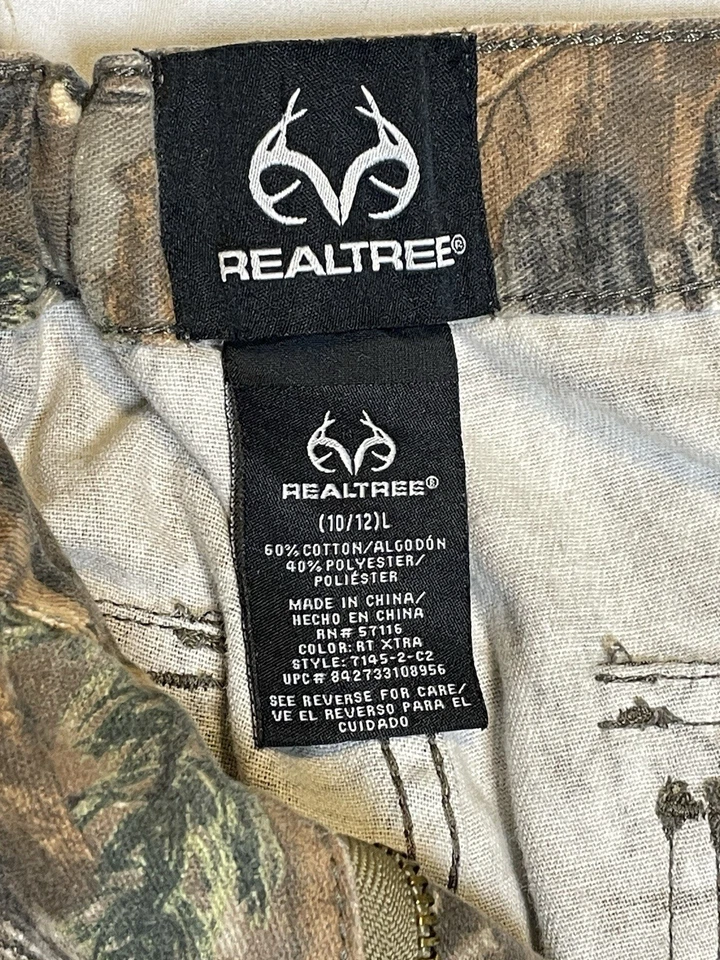 REALTREE®
REALTREE®
(10/12)L
60% COTTON/ALGODÓN
40% POLYESTER/
POLIÉSTER
MADE IN CHINA/
HECHO EN CHINA
RN# 57116
COLOR: RT XTRA
STYLE: 7145-2-C2
UPC# 842733108956
SEE REVERSE FOR CARE/
VE EL REVERSO PARA EL
CUIDADO